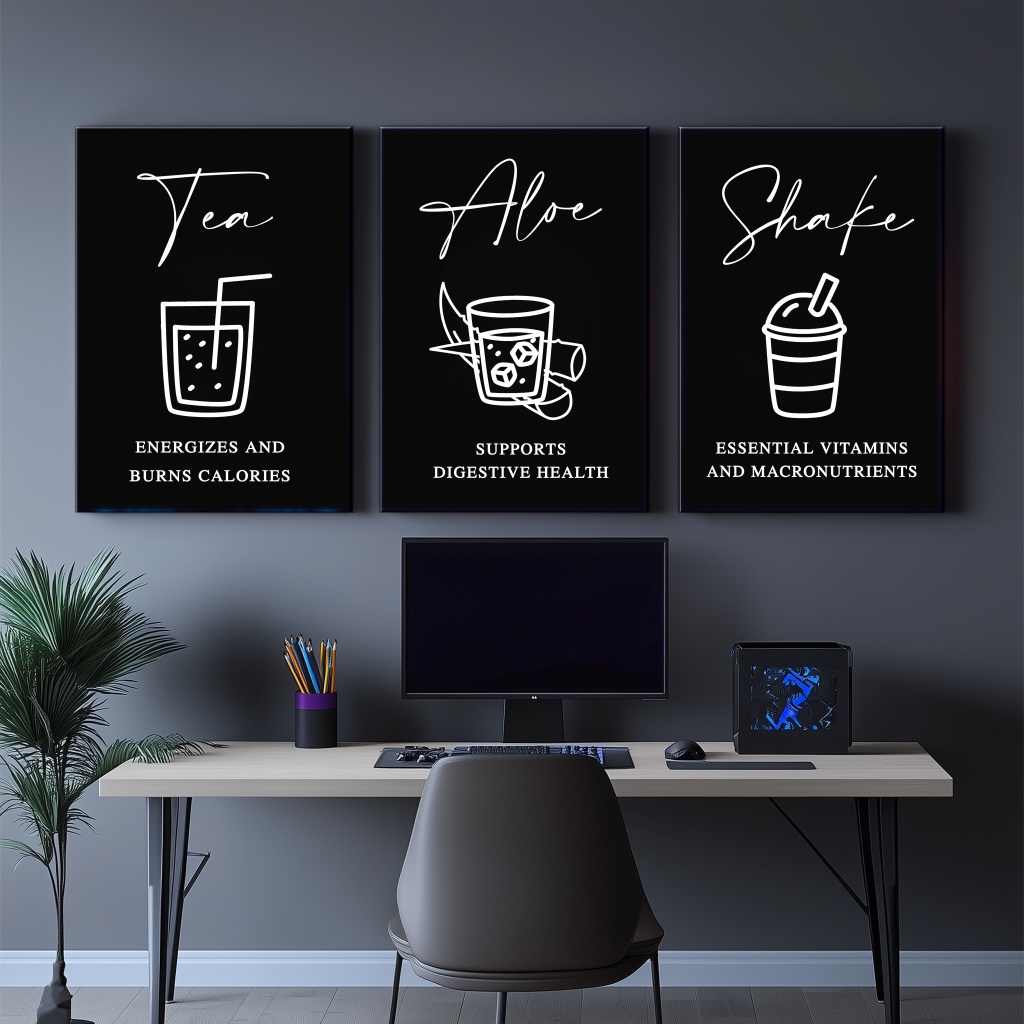 Tea
ENERGIZES AND
BURNS CALORIES
Aloe
SUPPORTS
DIGESTIVE HEALTH
Shake
ESSENTIAL VITAMINS
AND MACRONUTRIENTS